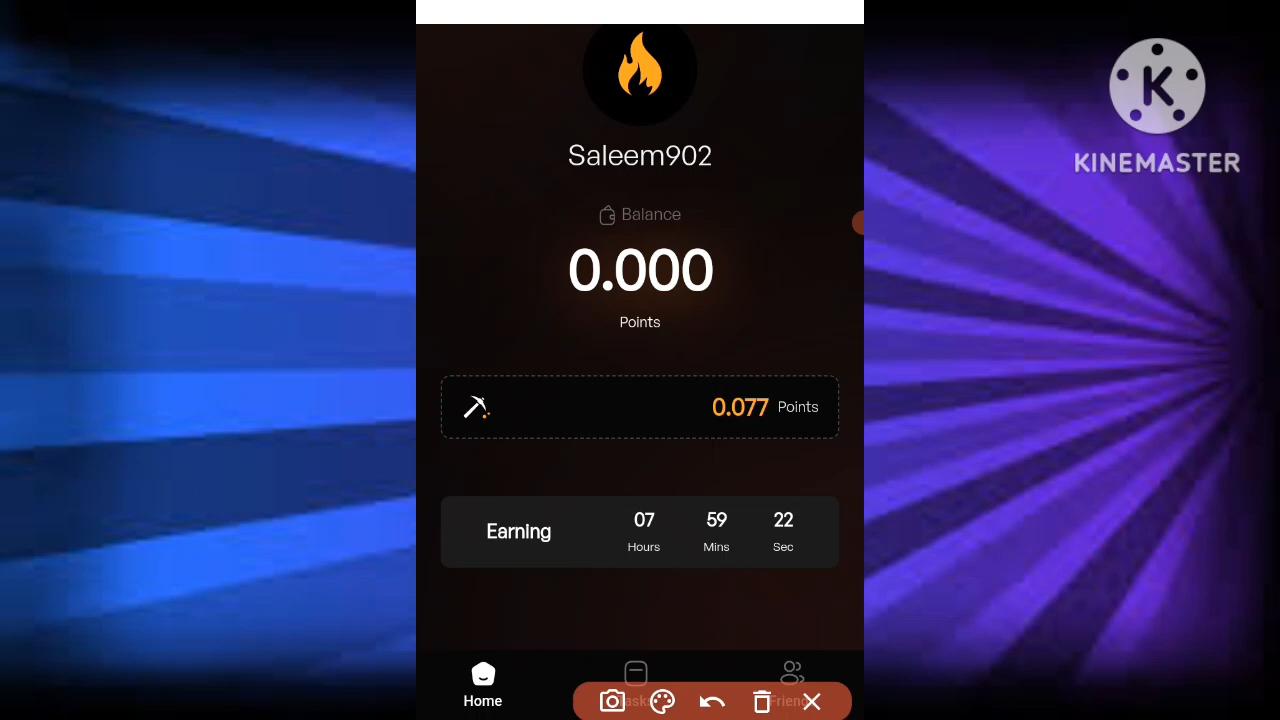 K
KINEMASTER
Saleem902
Balance
0.000
Points
0.077 Points
Earning
07 59 22
Hours Mins Sec
Home